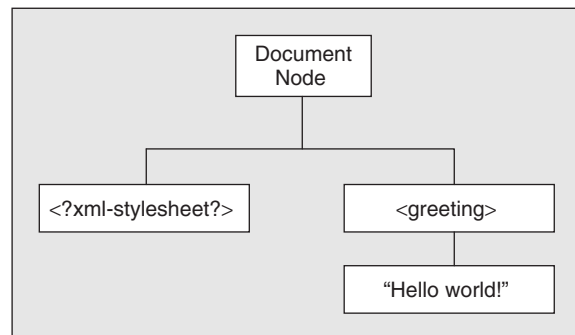 Document
Node
<?xml-stylesheet?>
<greeting>
“Hello world!”